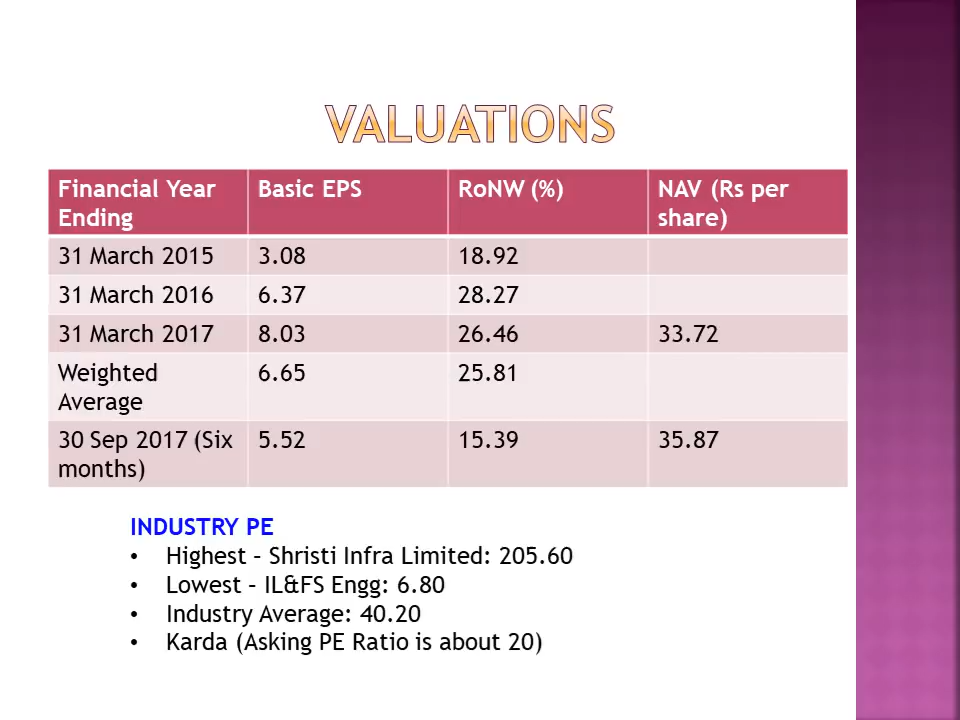 VALUATIONS
Financial Year Ending Basic EPS RoNW (%) NAV (Rs per share)
31 March 2015 3.08 18.92
31 March 2016 6.37 28.27
31 March 2017 8.03 26.46 33.72
Weighted Average 6.65 25.81
30 Sep 2017 (Six months) 5.52 15.39 35.87
INDUSTRY PE
• Highest – Shristi Infra Limited: 205.60
• Lowest – IL&FS Engg: 6.80
• Industry Average: 40.20
• Karda (Asking PE Ratio is about 20)